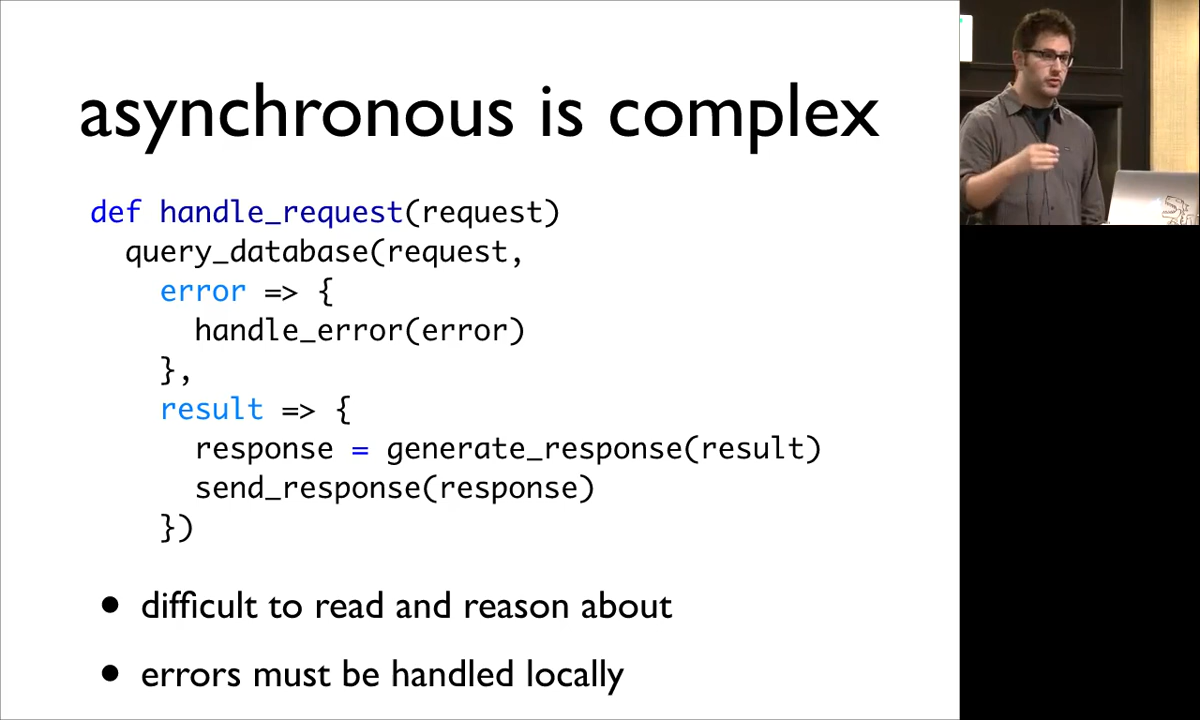 asynchronous is complex
def handle_request(request)
  query_database(request,
    error => {
      handle_error(error)
    },
    result => {
      response = generate_response(result)
      send_response(response)
    })
• difficult to read and reason about
• errors must be handled locally